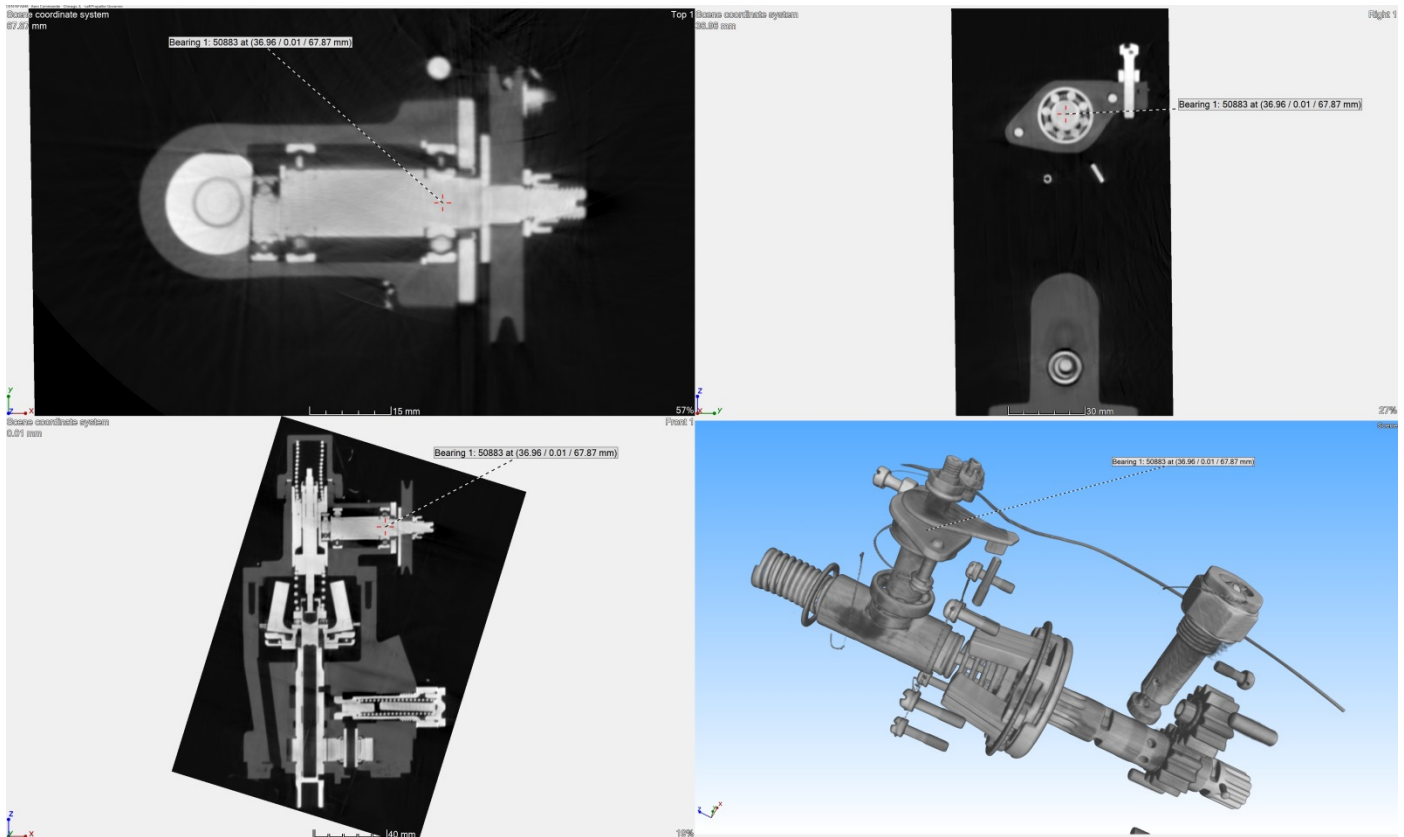 Scene coordinate system
67.87 mm
Top 1
Bearing 1: 50883 at (36.96 / 0.01 / 67.87 mm)
15 mm
57%
y
z
x
Scene coordinate system
36.96 mm
Right 1
Bearing 1: 50883 at (36.96 / 0.01 / 67.87 mm)
30 mm
27%
z
x
y
Scene coordinate system
0.01 mm
Front 1
Bearing 1: 50883 at (36.96 / 0.01 / 67.87 mm)
40 mm
19%
z
y
x
Scene
Bearing 1: 50883 at (36.96 / 0.01 / 67.87 mm)
z
y
x